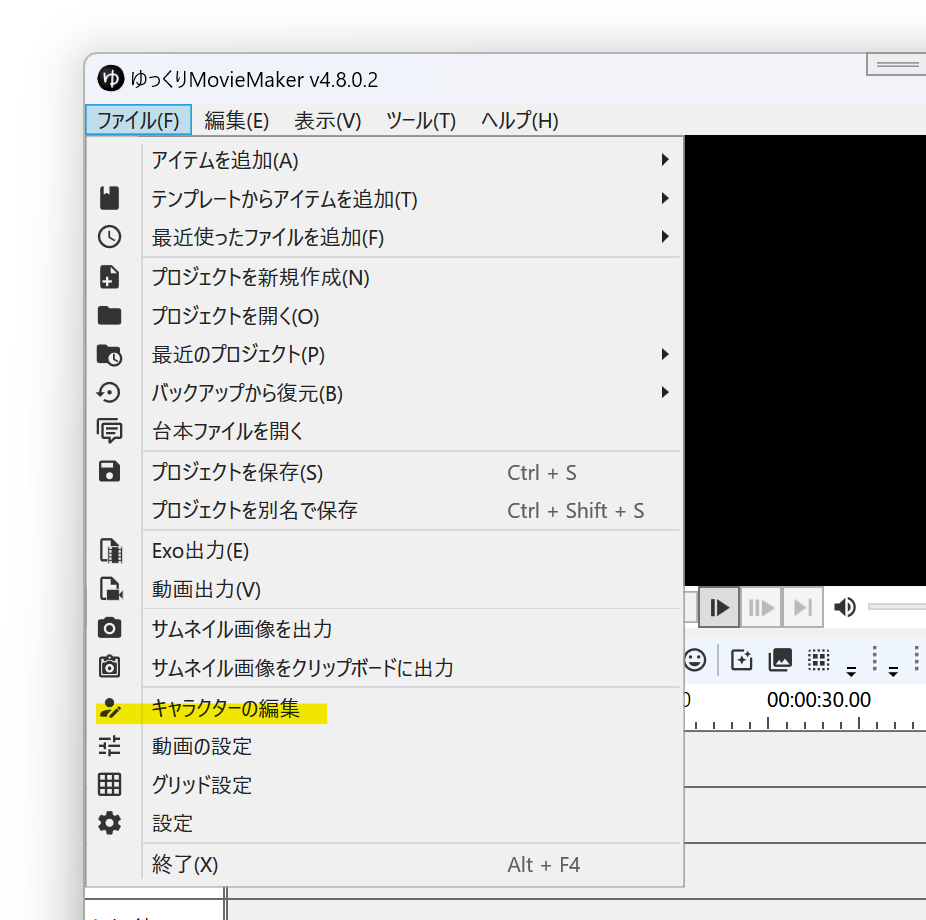 ゆ ゆっくりMovieMaker v4.8.0.2
ファイル(F) 編集(E) 表示(V) ツール(T) ヘルプ(H)
アイテムを追加(A)
テンプレートからアイテムを追加(T)
最近使ったファイルを追加(F)
プロジェクトを新規作成(N)
プロジェクトを開く(O)
最近のプロジェクト(P)
バックアップから復元(B)
台本ファイルを開く
プロジェクトを保存(S) Ctrl + S
プロジェクトを別名で保存 Ctrl + Shift + S
Exo出力(E)
動画出力(V)
サムネイル画像を出力
サムネイル画像をクリップボードに出力
キャラクターの編集
00:00:30.00
動画の設定
グリッド設定
設定
終了(X) Alt + F4